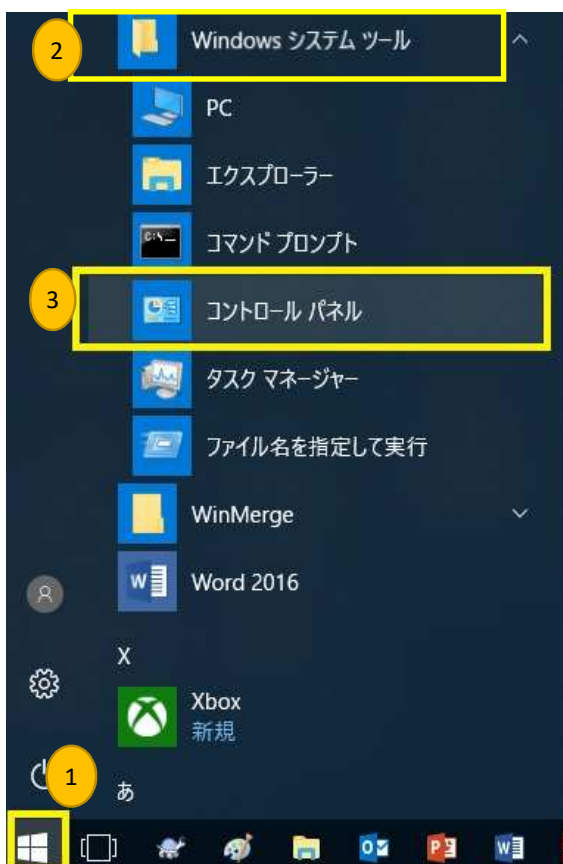 2
Windows システム ツール
PC
エクスプローラー
コマンド プロンプト
3
コントロール パネル
タスク マネージャー
ファイル名を指定して実行
WinMerge
Word 2016
X
Xbox
新規
1
あ